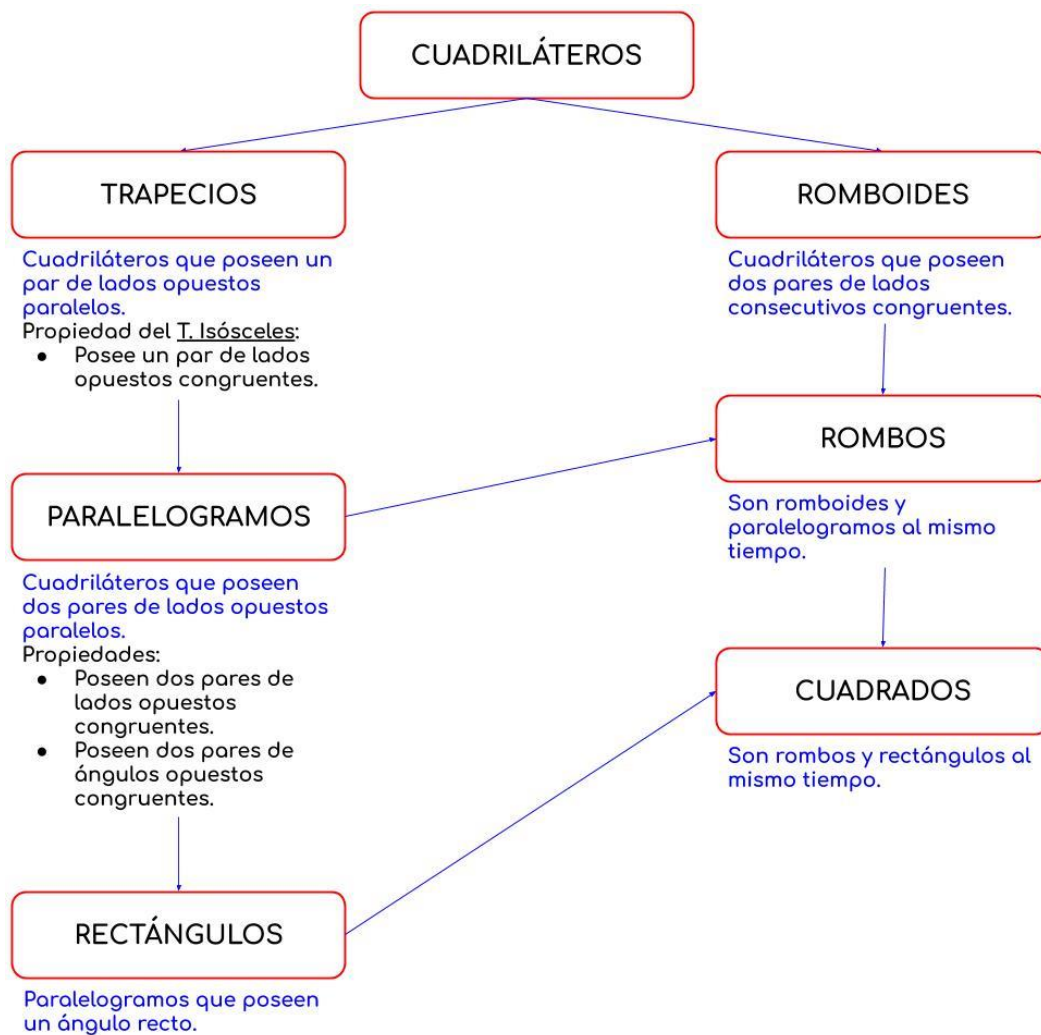 CUADRILÁTEROS
TRAPECIOS
Cuadriláteros que poseen un
par de lados opuestos
paralelos.
Propiedad del T. Isósceles:
● Posee un par de lados
opuestos congruentes.
ROMBOIDES
Cuadriláteros que poseen
dos pares de lados
consecutivos congruentes.
PARALELOGRAMOS
Cuadriláteros que poseen
dos pares de lados opuestos
paralelos.
Propiedades:
● Poseen dos pares de
lados opuestos
congruentes.
● Poseen dos pares de
ángulos opuestos
congruentes.
ROMBOS
Son romboides y
paralelogramos al mismo
tiempo.
CUADRADOS
Son rombos y rectángulos al
mismo tiempo.
RECTÁNGULOS
Paralelogramos que poseen
un ángulo recto.